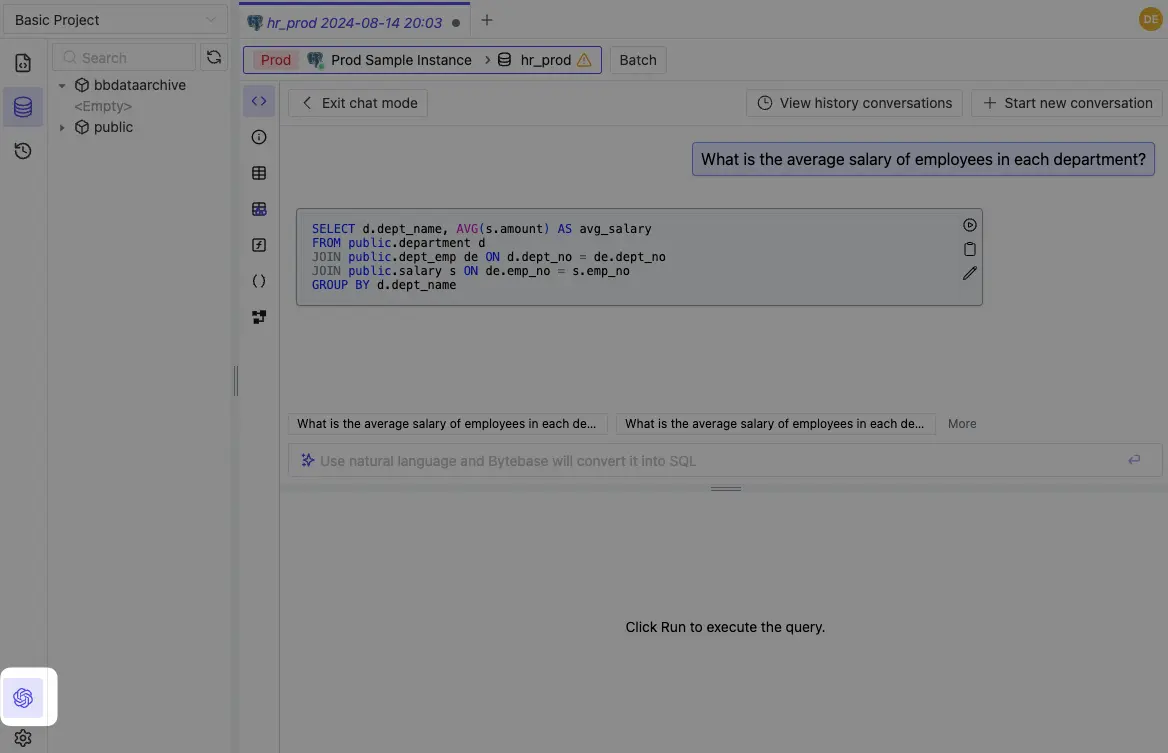 Basic Project
hr_prod 2024-08-14 20:03
DE
Search
Prod Prod Sample Instance hr_prod Batch
bbdataarchive
<Empty>
public
Exit chat mode
View history conversations
Start new conversation
What is the average salary of employees in each department?
SELECT d.dept_name, AVG(s.amount) AS avg_salary
FROM public.department d
JOIN public.dept_emp de ON d.dept_no = de.dept_no
JOIN public.salary s ON de.emp_no = s.emp_no
GROUP BY d.dept_name
What is the average salary of employees in each de...
What is the average salary of employees in each de...
More
Use natural language and Bytebase will convert it into SQL
Click Run to execute the query.